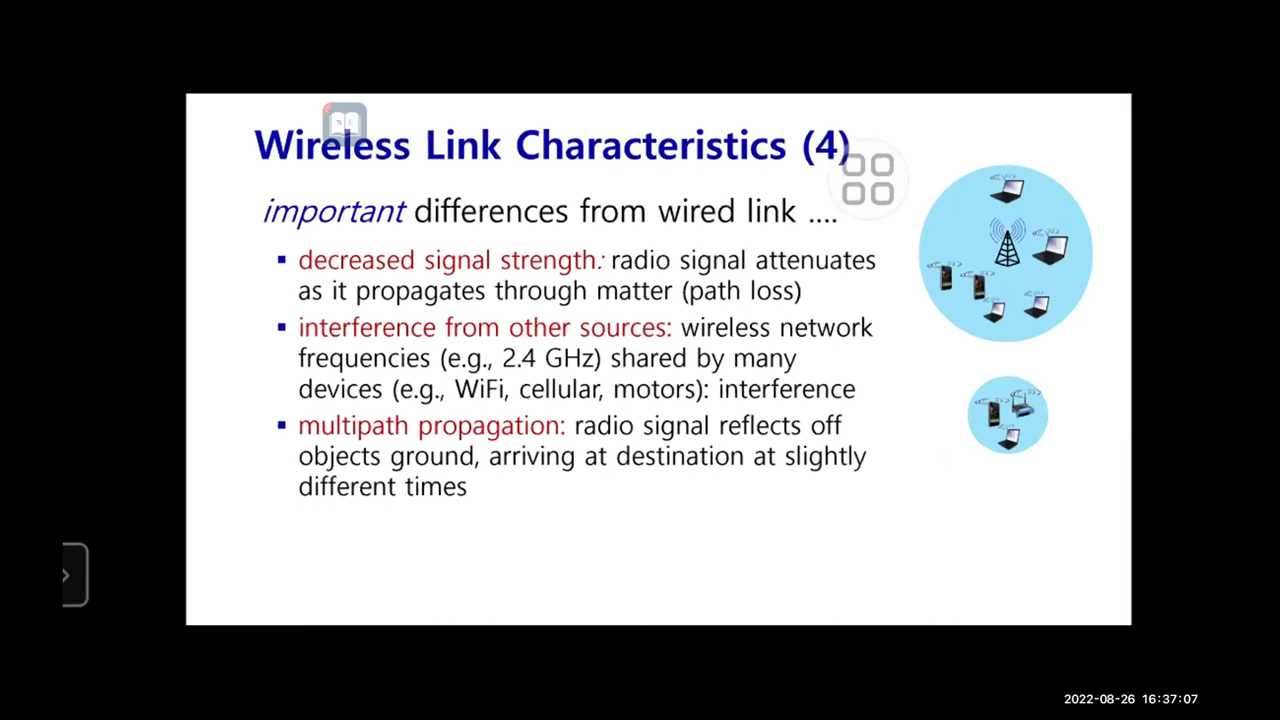 Wireless Link Characteristics (4)
important differences from wired link ....
▪ decreased signal strength: radio signal attenuates
as it propagates through matter (path loss)
▪ interference from other sources: wireless network
frequencies (e.g., 2.4 GHz) shared by many
devices (e.g., WiFi, cellular, motors): interference
▪ multipath propagation: radio signal reflects off
objects ground, arriving at destination at slightly
different times
2022-08-26 16:37:07